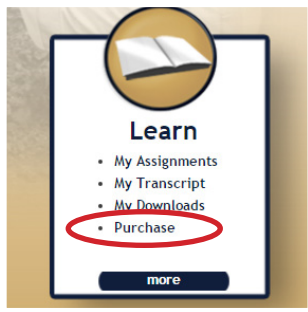 Learn
My Assignments
My Transcript
My Downloads
Purchase
more